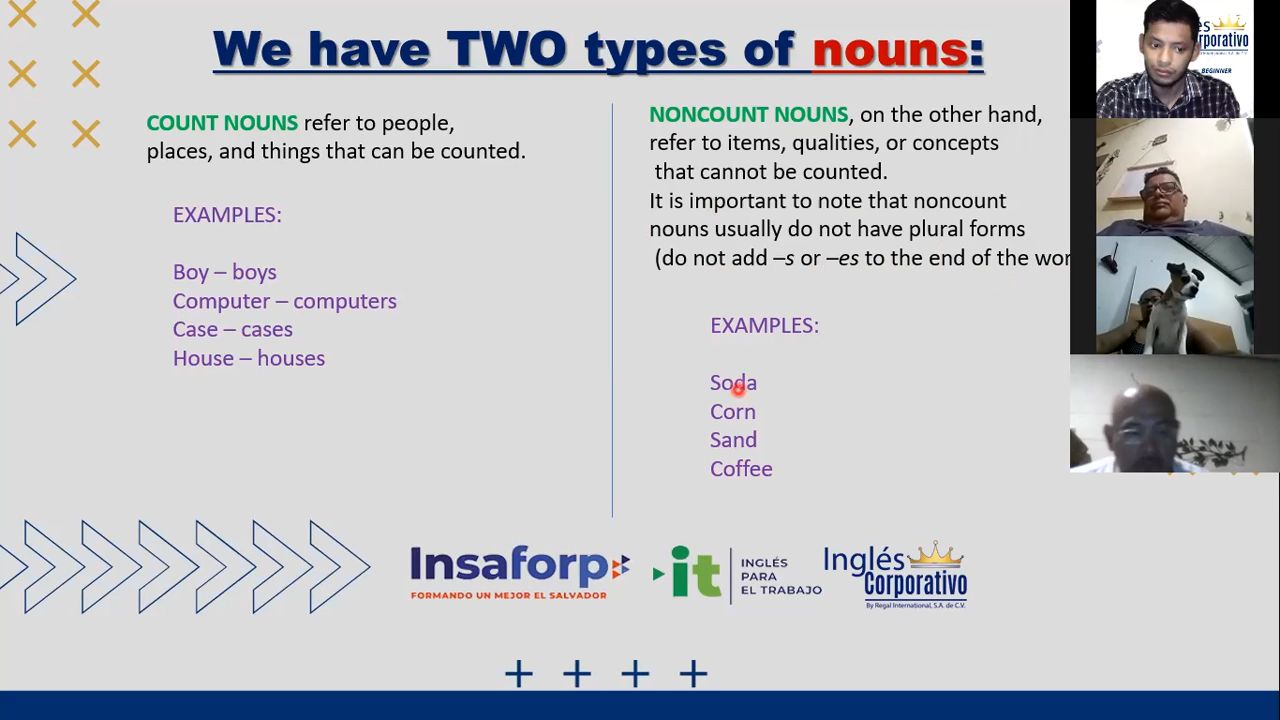 We have TWO types of nouns:
COUNT NOUNS refer to people,
places, and things that can be counted.
EXAMPLES:
Boy – boys
Computer – computers
Case – cases
House – houses
NONCOUNT NOUNS, on the other hand,
refer to items, qualities, or concepts
that cannot be counted.
It is important to note that noncount
nouns usually do not have plural forms
(do not add –s or –es to the end of the wor
EXAMPLES:
Soda
Corn
Sand
Coffee
Insaforp
FORMANDO UN MEJOR EL SALVADOR
it
INGLÉS
PARA
EL TRABAJO
Inglés
Corporativo
By Regal International, S.A. de C.V.
és
rporativo
BEGINNER